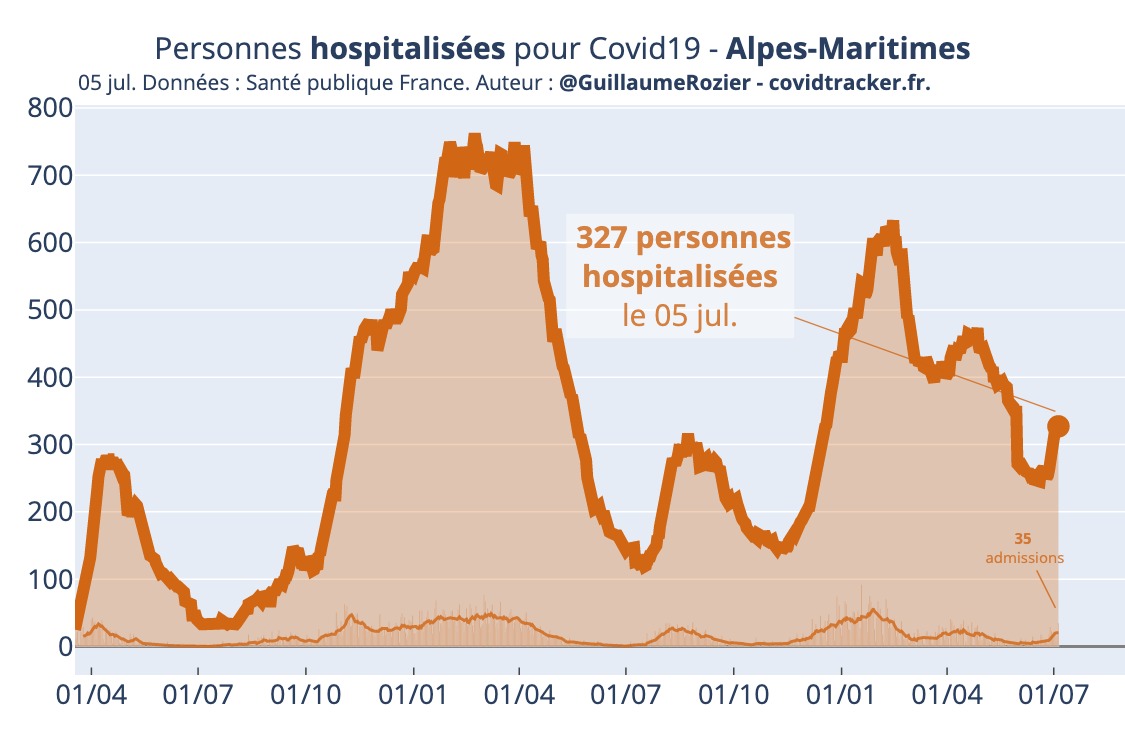 Personnes hospitalisées pour Covid19 - Alpes-Maritimes
05 jul. Données : Santé publique France. Auteur : @GuillaumeRozier - covidtracker.fr.
800
700
600
500
400
300
200
100
0
327 personnes
hospitalisées
le 05 jul.
35
admissions
01/04 01/07 01/10 01/01 01/04 01/07 01/10 01/01 01/04 01/07